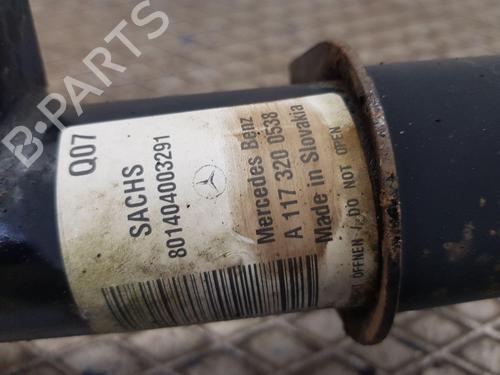 Q07
SACHS
801404003291
Mercedes Benz
A 117 320 0538
Made in Slovakia
ÖFFNEN / DO NOT OPEN
B-PARTS